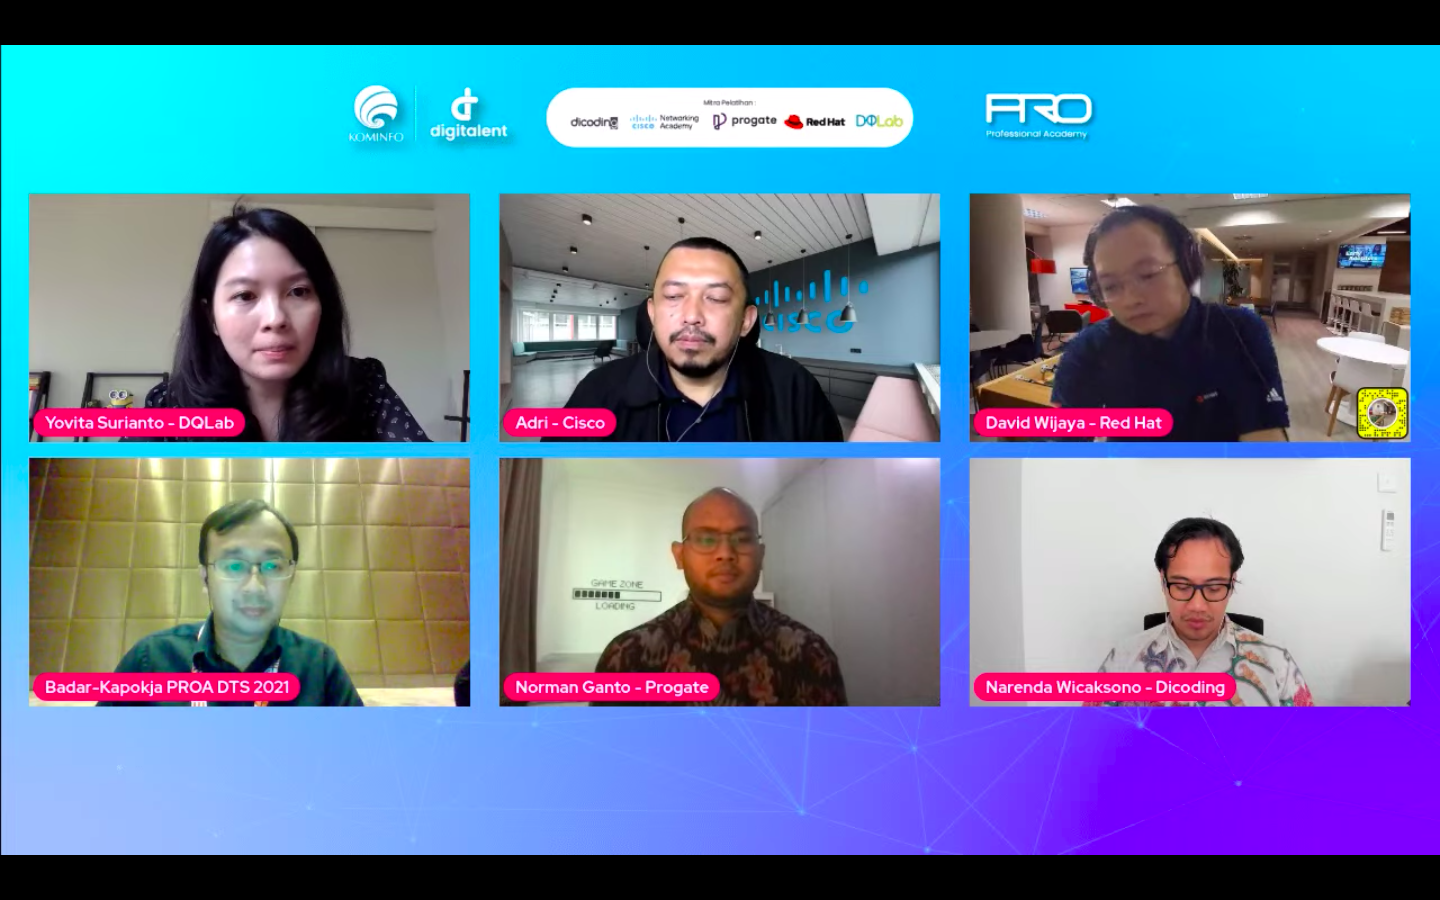 KOMINFO
digitalent
Mitra Pelatihan :
dicoding
CISCO Networking Academy
progate
Red Hat
DQLab
PRO
Professional Academy
CISCO
Yovita Surianto - DQLab
Adri - Cisco
David Wijaya - Red Hat
GAME ZONE
LOADING
Badar-Kapokja PROA DTS 2021
Norman Ganto - Progate
Narenda Wicaksono - Dicoding